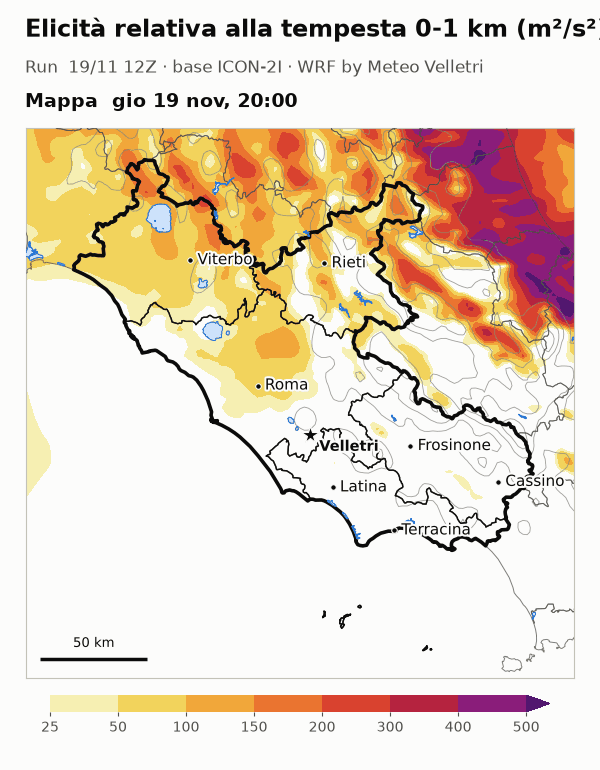 Elicità relativa alla tempesta 0-1 km (m²/s²)
Run  19/11 12Z · base ICON-2I · WRF by Meteo Velletri
Mappa  gio 19 nov, 20:00
Viterbo
Rieti
Roma
Velletri
Frosinone
Cassino
Latina
Terracina
50 km
25 50 100 150 200 300 400 500